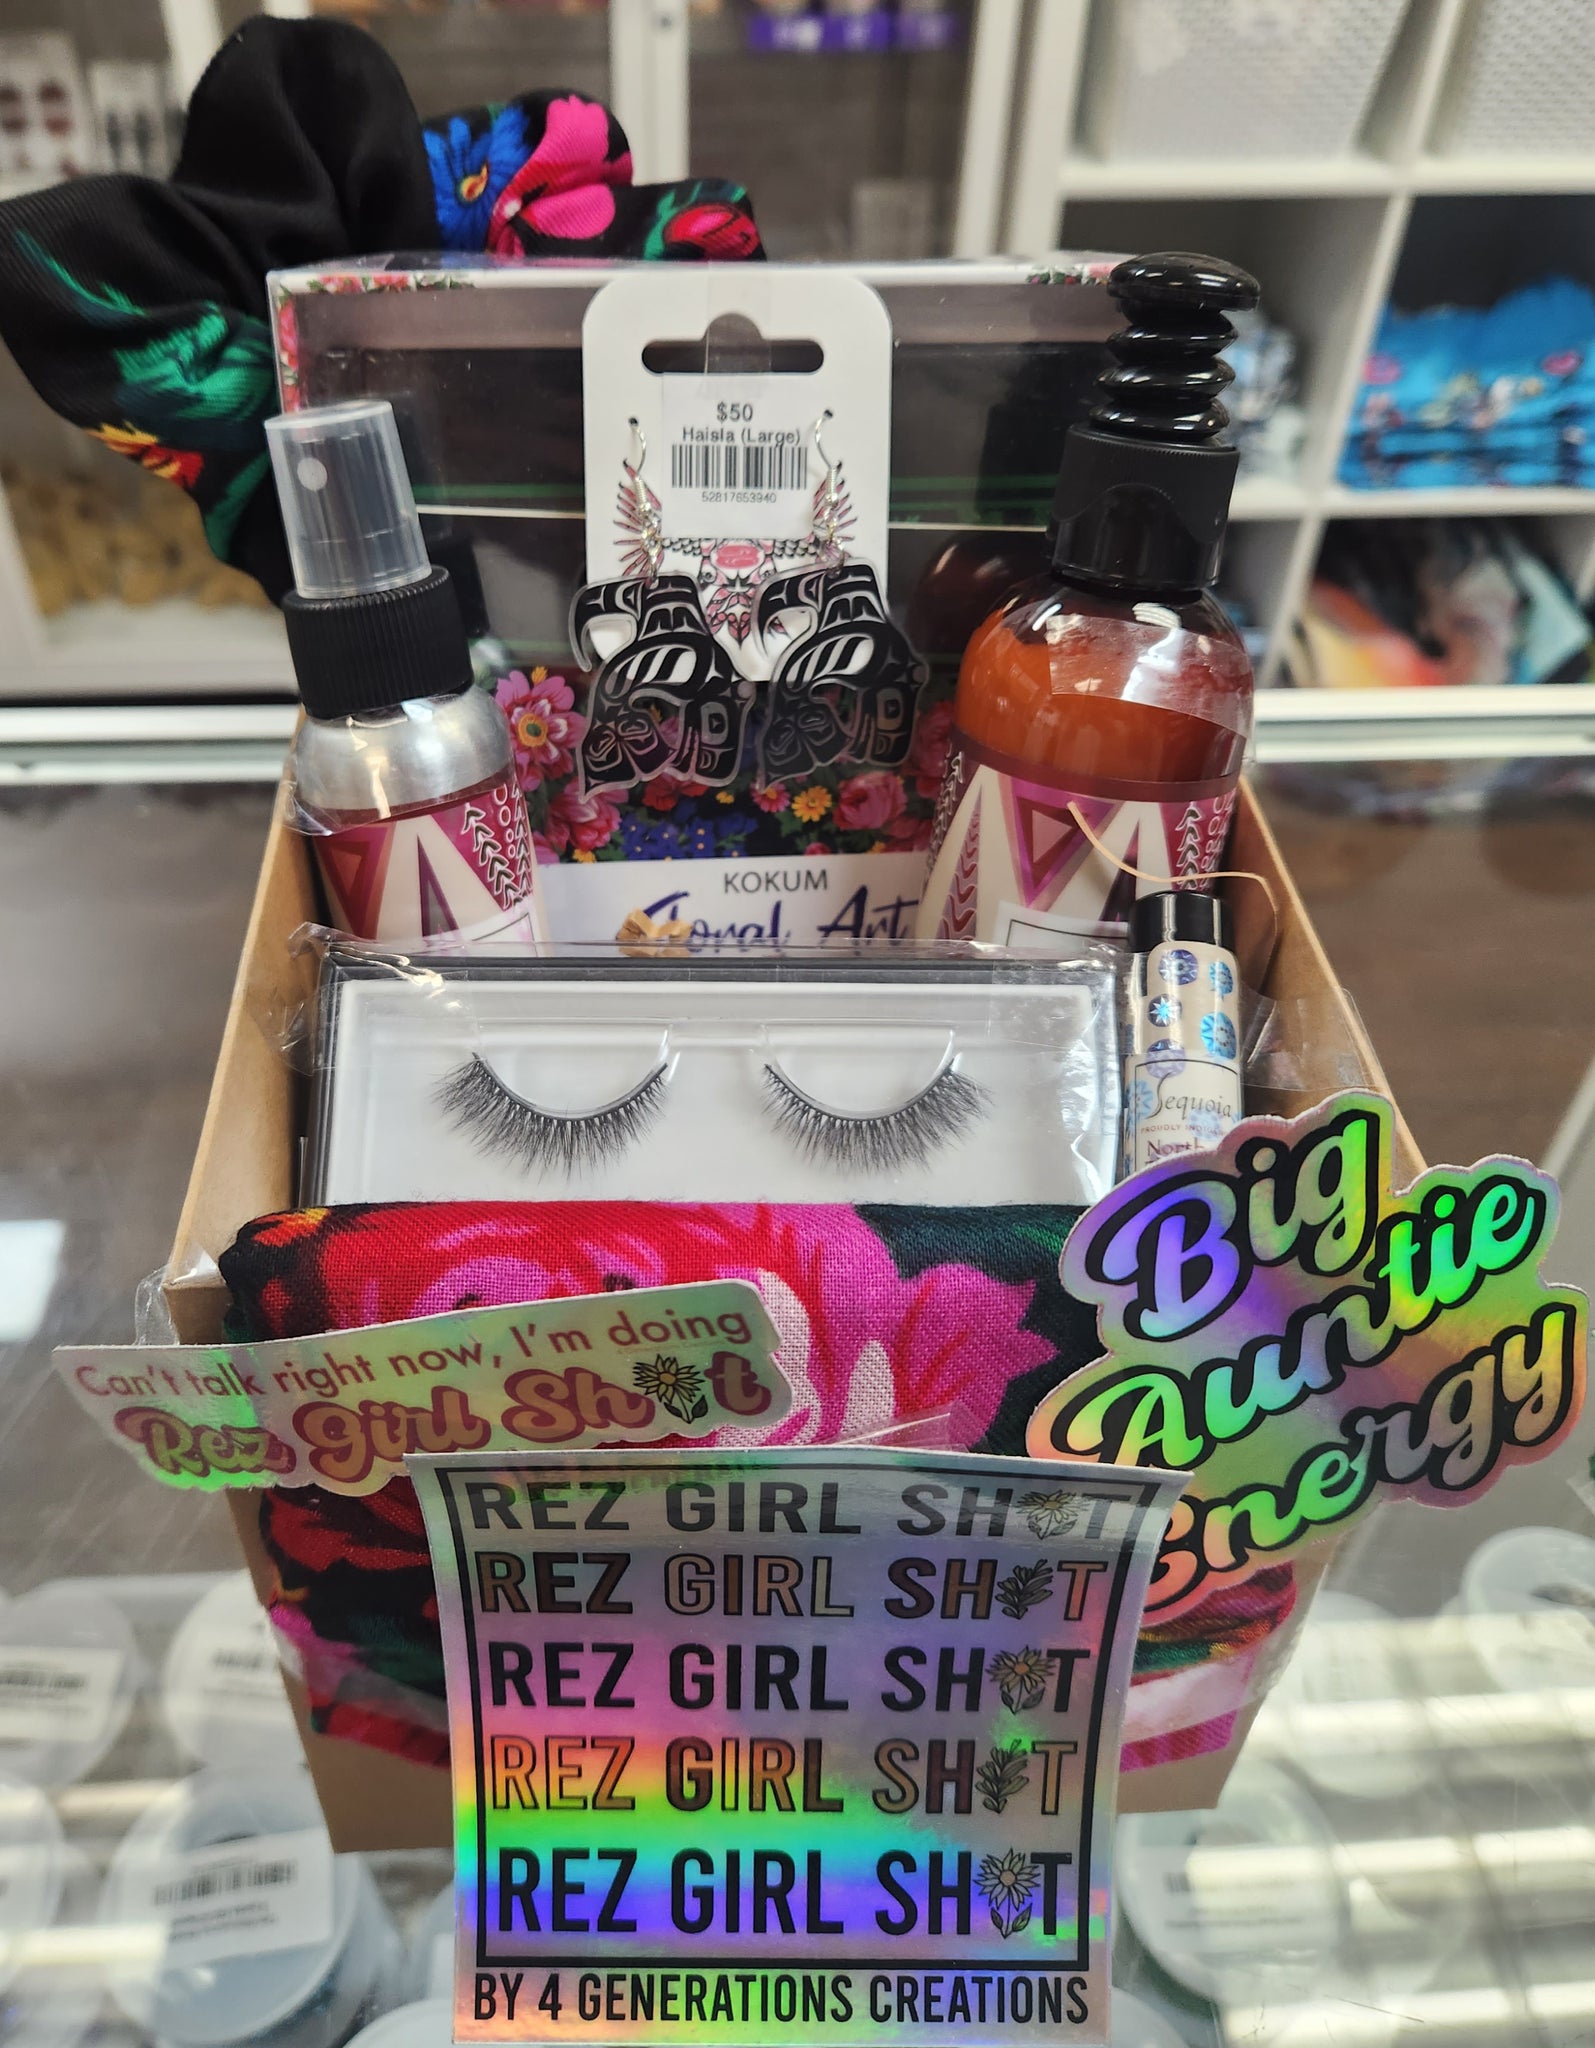 $50
Haisla (Large)
52817653940
KOKUM
Floral Art
Sequoia
PROUDLY
North
Big
Auntie
Energy
Can't talk right now, I'm doing
Rez Girl Sh t
REZ GIRL SH T
REZ GIRL SH T
REZ GIRL SH T
REZ GIRL SH T
REZ GIRL SH T
BY 4 GENERATIONS CREATIONS